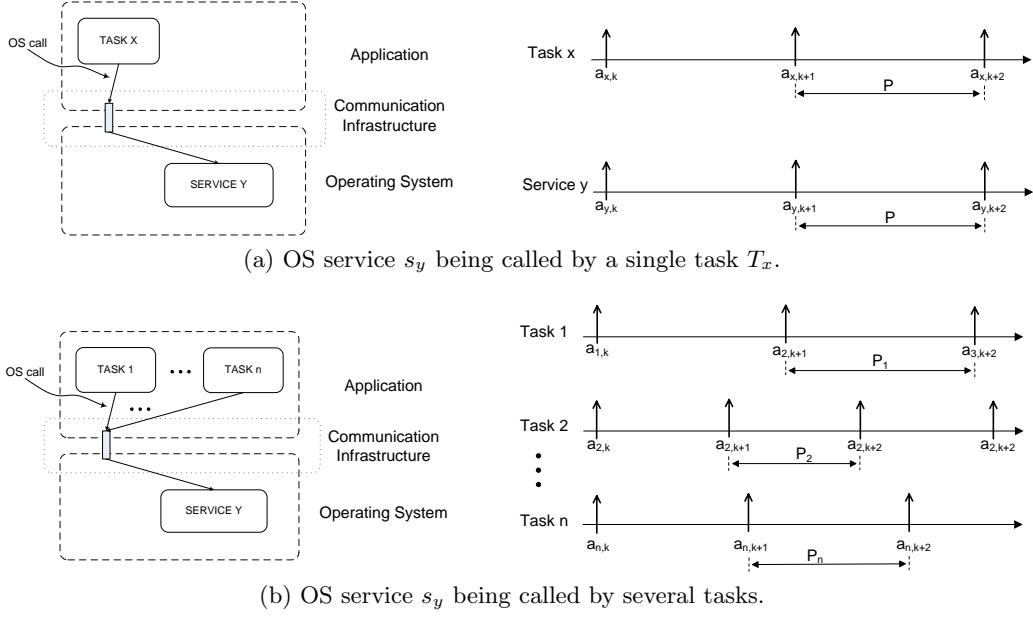 OS call
TASK X
Application
Communication
Infrastructure
SERVICE Y
Operating System
Task x
a_{x,k}
a_{x,k+1}
a_{x,k+2}
P
Service y
a_{y,k}
a_{y,k+1}
a_{y,k+2}
P
(a) OS service s_y being called by a single task T_x.
OS call
TASK 1
• • •
TASK n
• • •
Application
Communication
Infrastructure
SERVICE Y
Operating System
Task 1
a_{1,k}
a_{2,k+1}
a_{3,k+2}
P_1
Task 2
a_{2,k}
a_{2,k+1}
a_{2,k+2}
a_{2,k+2}
P_2
Task n
a_{n,k}
a_{n,k+1}
a_{n,k+2}
P_n
(b) OS service s_y being called by several tasks.